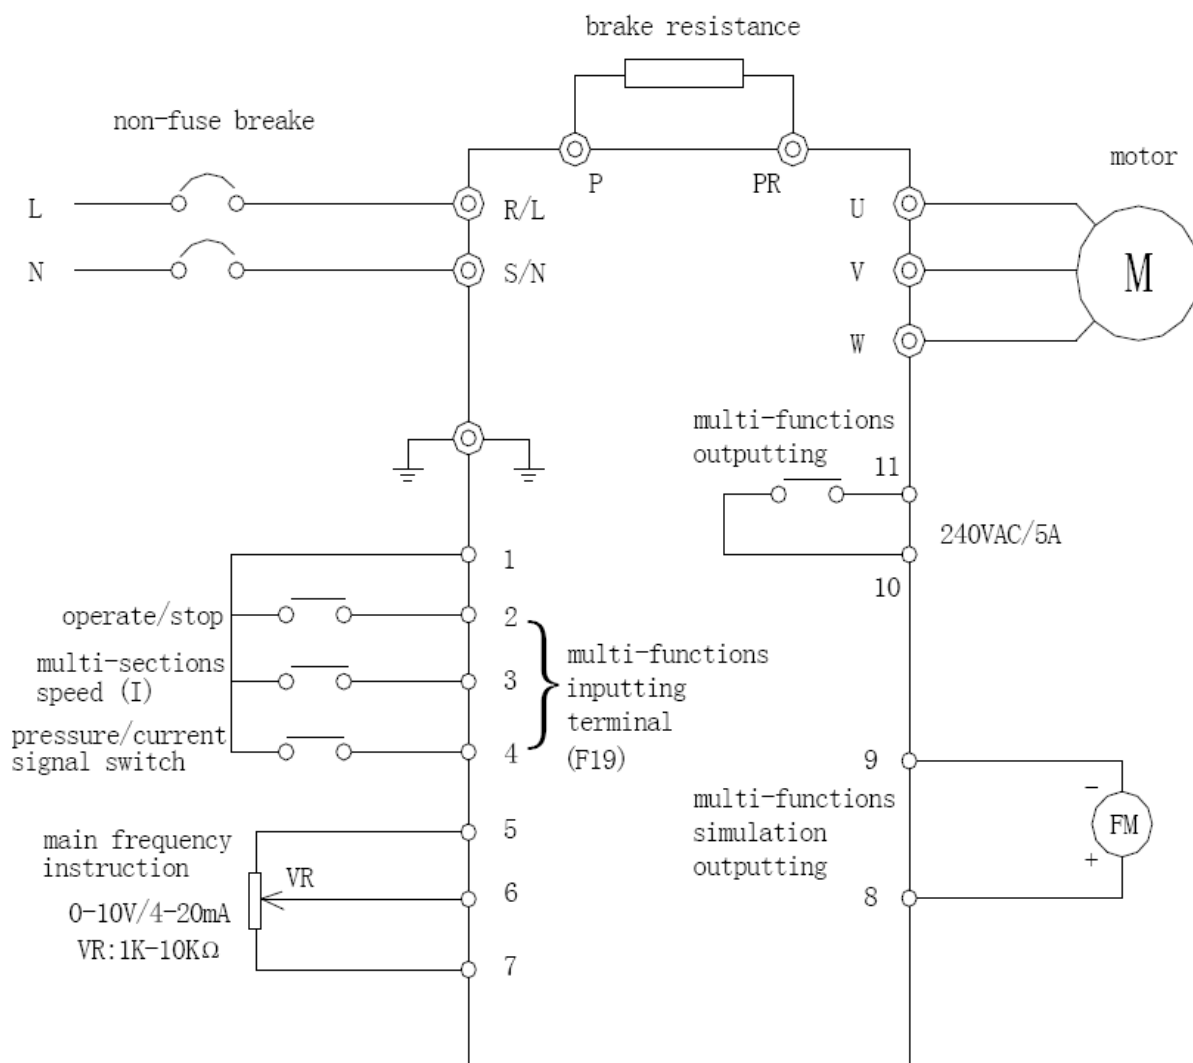 brake resistance
non-fuse breake
motor
P
PR
L
R/L
U
N
S/N
V
M
W
multi-functions
outputting
11
240VAC/5A
10
1
operate/stop
2
multi-sections
speed (I)
3
pressure/current
signal switch
4
multi-functions
inputting
terminal
(F19)
main frequency
instruction
5
VR
6
0-10V/4-20mA
VR:1K-10KΩ
7
9
multi-functions
simulation
outputting
-
FM
+
8